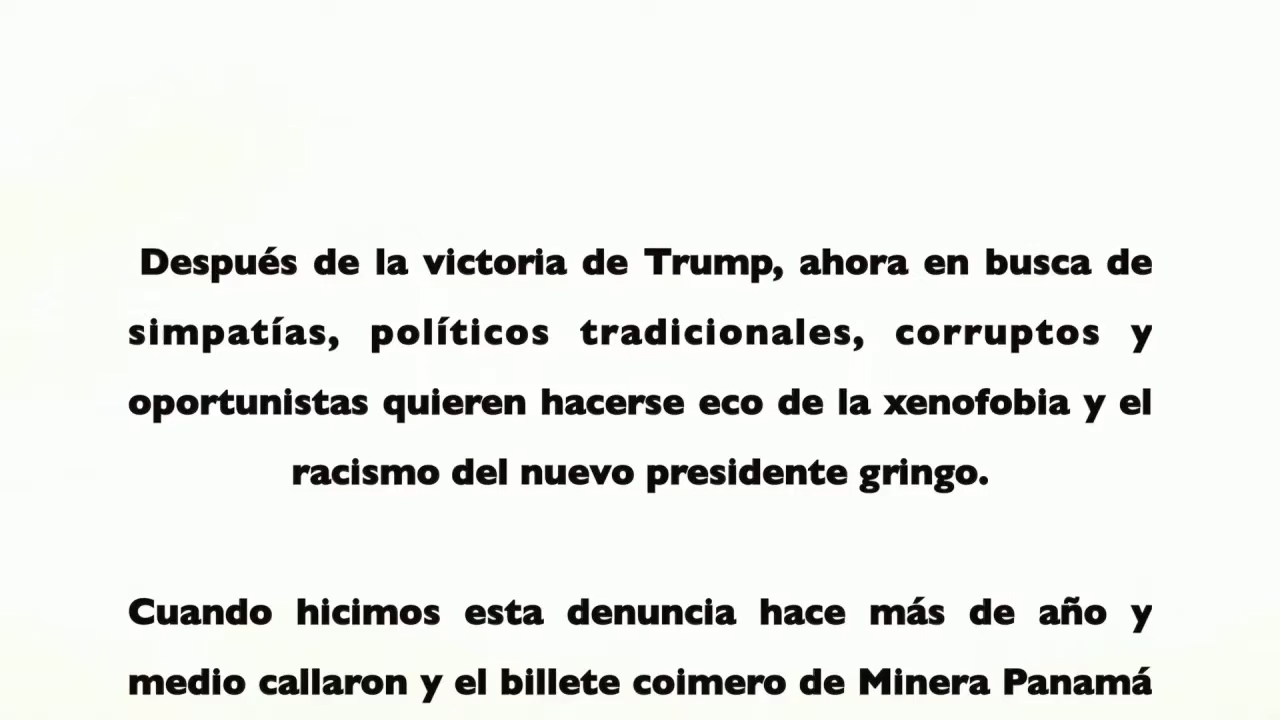 Después de la victoria de Trump, ahora en busca de
simpatías, políticos tradicionales, corruptos y
oportunistas quieren hacerse eco de la xenofobia y el
racismo del nuevo presidente gringo.
Cuando hicimos esta denuncia hace más de año y
medio callaron y el billete coimero de Minera Panamá